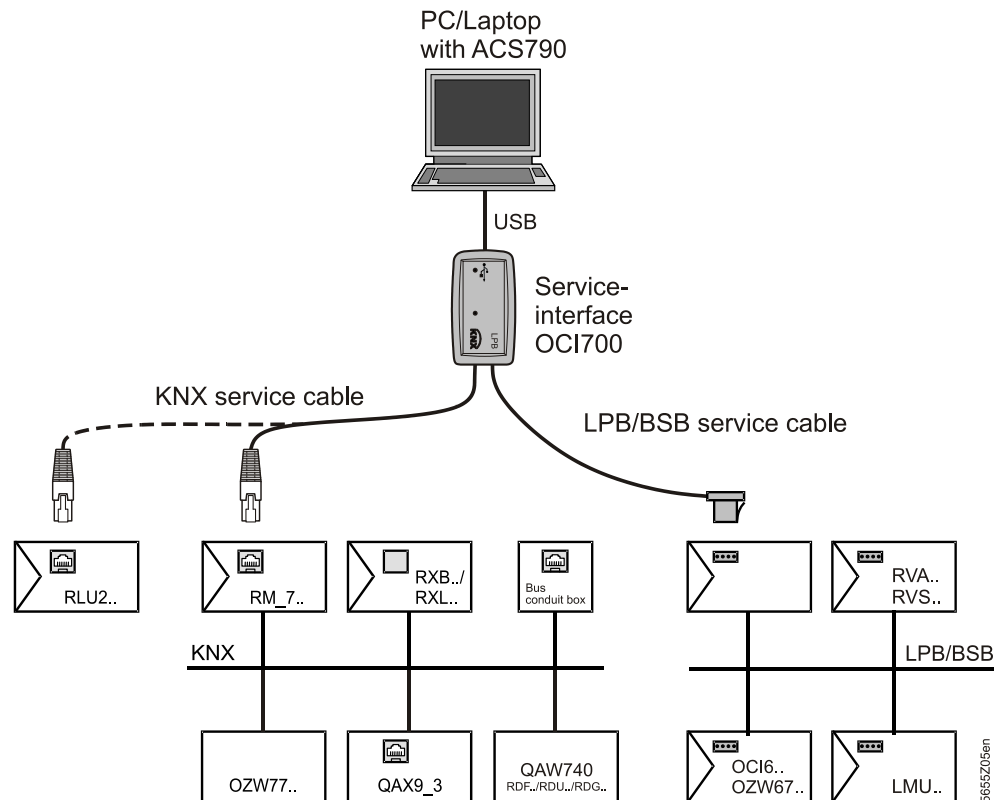 PC/Laptop
with ACS790
USB
Service-
interface
OCI700
KNX
LPB
KNX service cable
LPB/BSB service cable
RLU2..
RM_7..
RXB../
RXL..
Bus
conduit box
RVA..
RVS..
KNX
LPB/BSB
OZW77..
QAX9_3
QAW740
RDF../RDU../RDG..
OCI6..
OZW67..
LMU..
5655Z05en